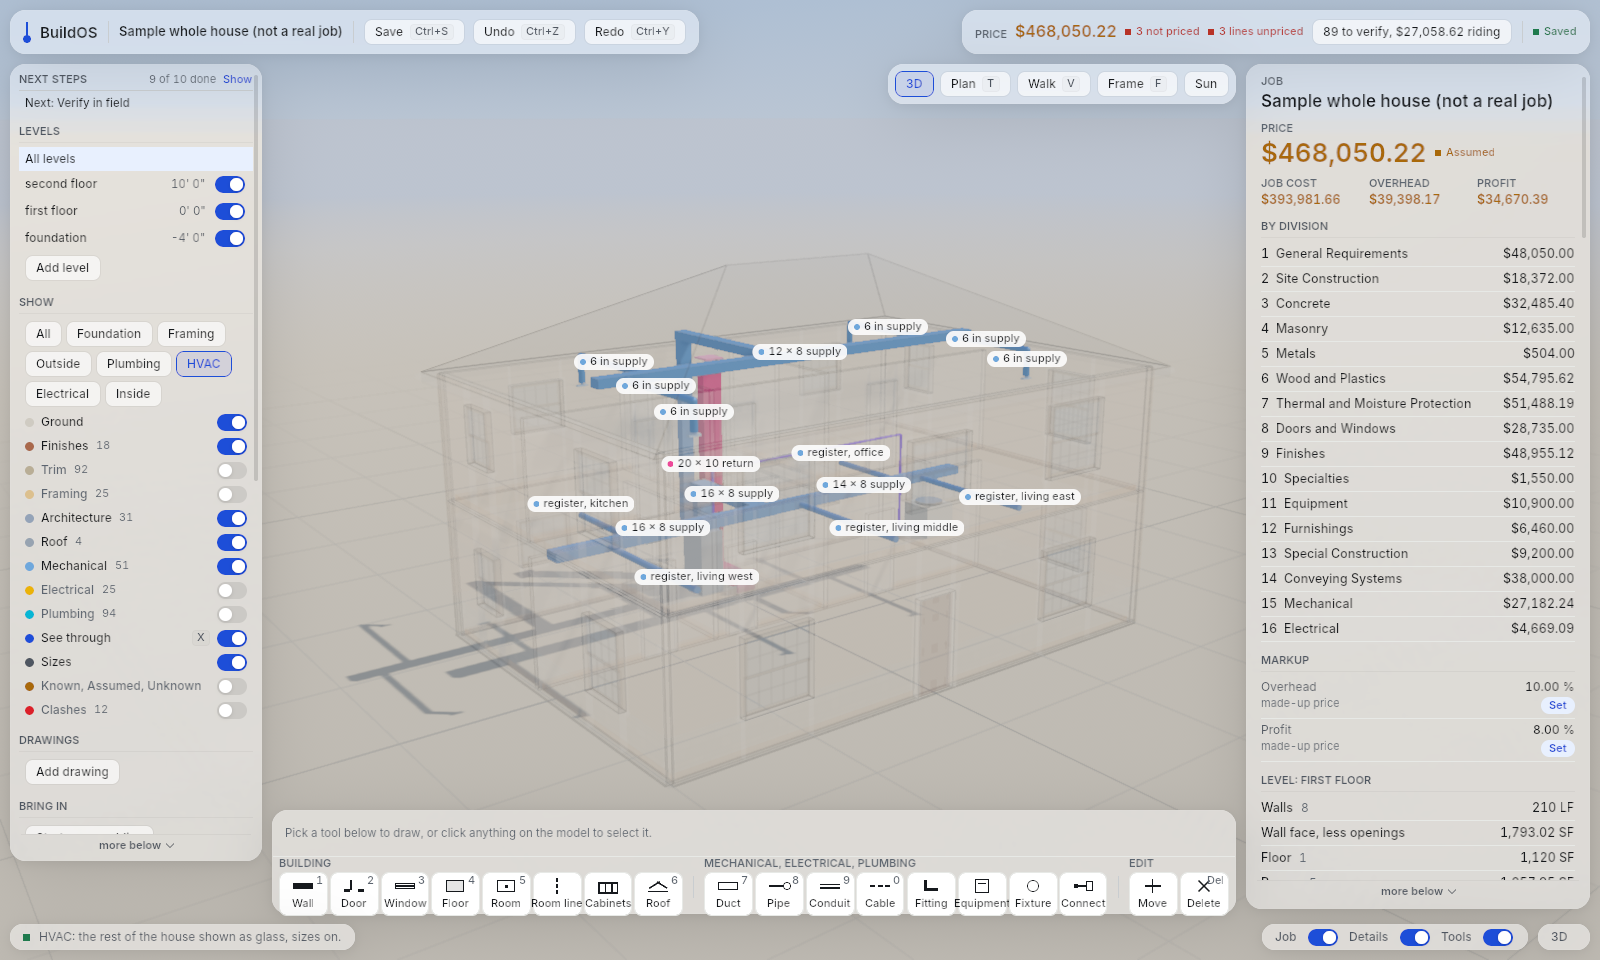 BuildOS
Sample whole house (not a real job)
Save Ctrl+S
Undo Ctrl+Z
Redo Ctrl+Y
PRICE $468,050.22
3 not priced
3 lines unpriced
89 to verify, $27,058.62 riding
Saved
NEXT STEPS 9 of 10 done Show
Next: Verify in field
LEVELS
All levels
second floor 10' 0"
first floor 0' 0"
foundation -4' 0"
Add level
SHOW
All Foundation Framing
Outside Plumbing HVAC
Electrical Inside
Ground
Finishes 18
Trim 92
Framing 25
Architecture 31
Roof 4
Mechanical 51
Electrical 25
Plumbing 94
See through X
Sizes
Known, Assumed, Unknown
Clashes 12
DRAWINGS
Add drawing
BRING IN
more below
3D
Plan T
Walk V
Frame F
Sun
6 in supply
6 in supply
12 × 8 supply
6 in supply
6 in supply
6 in supply
6 in supply
register, office
20 × 10 return
14 × 8 supply
16 × 8 supply
register, living east
register, kitchen
16 × 8 supply
register, living middle
register, living west
Pick a tool below to draw, or click anything on the model to select it.
BUILDING
Wall 1
Door 2
Window 3
Floor 4
Room 5
Room line
Cabinets
Roof 6
MECHANICAL, ELECTRICAL, PLUMBING
Duct 7
Pipe 8
Conduit 9
Cable 0
Fitting
Equipment
Fixture
Connect
EDIT
Move
Delete Del
JOB
Sample whole house (not a real job)
PRICE
$468,050.22 Assumed
JOB COST OVERHEAD PROFIT
$393,981.66 $39,398.17 $34,670.39
BY DIVISION
1 General Requirements $48,050.00
2 Site Construction $18,372.00
3 Concrete $32,485.40
4 Masonry $12,635.00
5 Metals $504.00
6 Wood and Plastics $54,795.62
7 Thermal and Moisture Protection $51,488.19
8 Doors and Windows $28,735.00
9 Finishes $48,955.12
10 Specialties $1,550.00
11 Equipment $10,900.00
12 Furnishings $6,460.00
13 Special Construction $9,200.00
14 Conveying Systems $38,000.00
15 Mechanical $27,182.24
16 Electrical $4,669.09
MARKUP
Overhead 10.00 %
made-up price Set
Profit 8.00 %
made-up price Set
LEVEL: FIRST FLOOR
Walls 8 210 LF
Wall face, less openings 1,793.02 SF
Floor 1 1,120 SF
more below
HVAC: the rest of the house shown as glass, sizes on.
Job
Details
Tools
3D